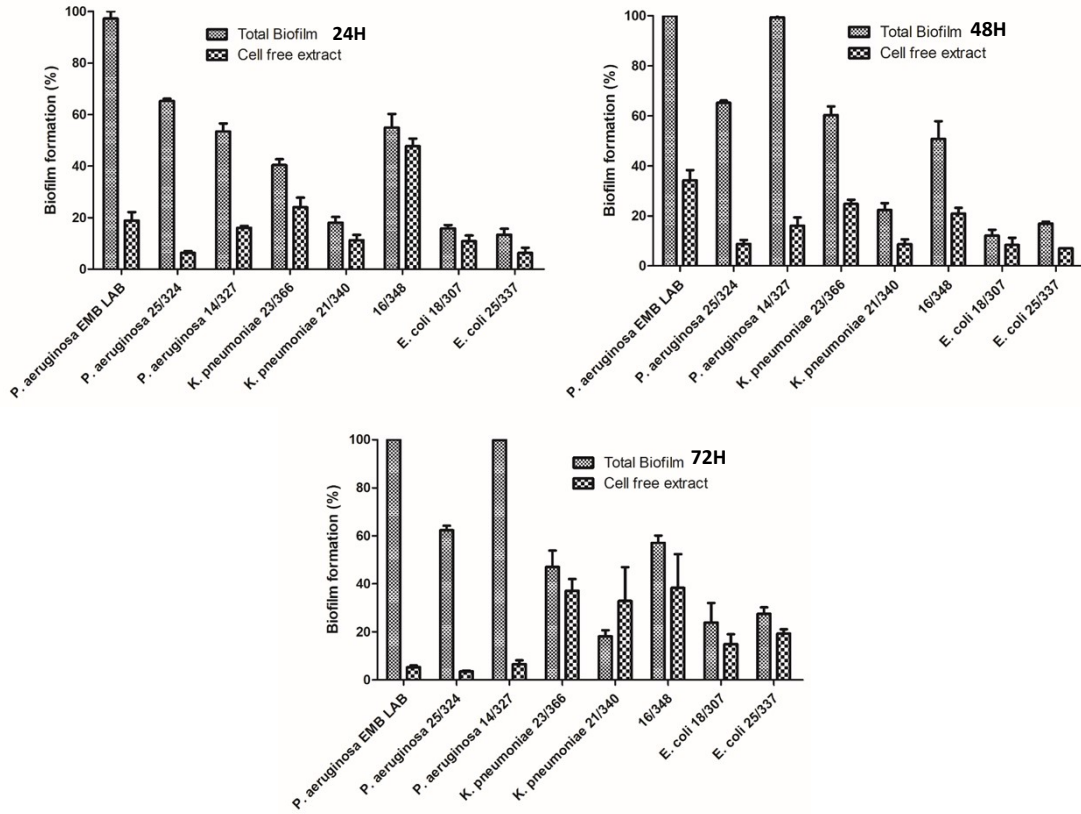 100
80
60
40
20
0
Biofilm formation (%)
Total Biofilm 24H
Cell free extract
P. aeruginosa EMB LAB
P. aeruginosa 25/324
P. aeruginosa 14/327
K. pneumoniae 23/366
K. pneumoniae 21/340
16/348
E. coli 18/307
E. coli 25/337
100
80
60
40
20
0
Biofilm formation (%)
Total Biofilm 48H
Cell free extract
P. aeruginosa EMB LAB
P. aeruginosa 25/324
P. aeruginosa 14/327
K. pneumoniae 23/366
K. pneumoniae 21/340
16/348
E. coli 18/307
E. coli 25/337
100
80
60
40
20
0
Biofilm formation (%)
Total Biofilm 72H
Cell free extract
P. aeruginosa EMB LAB
P. aeruginosa 25/324
P. aeruginosa 14/327
K. pneumoniae 23/366
K. pneumoniae 21/340
16/348
E. coli 18/307
E. coli 25/337